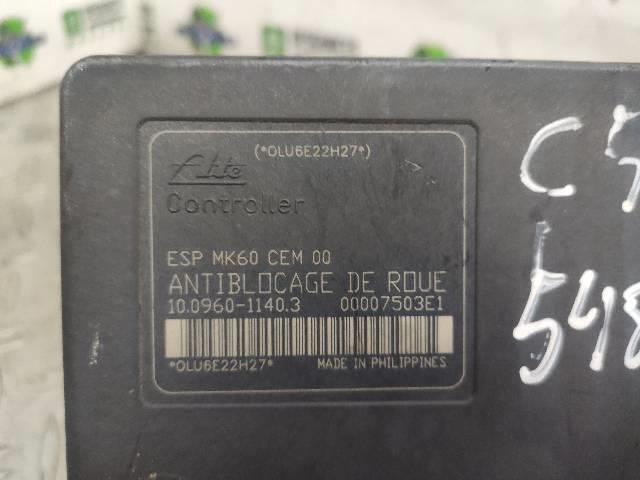 (*OLU6E22H27*)
Ate
Controller
ESP MK60 CEM 00
ANTIBLOCAGE DE ROUE
10.0960-1140.3 00007503E1
*OLU6E22H27* MADE IN PHILIPPINES
C
548